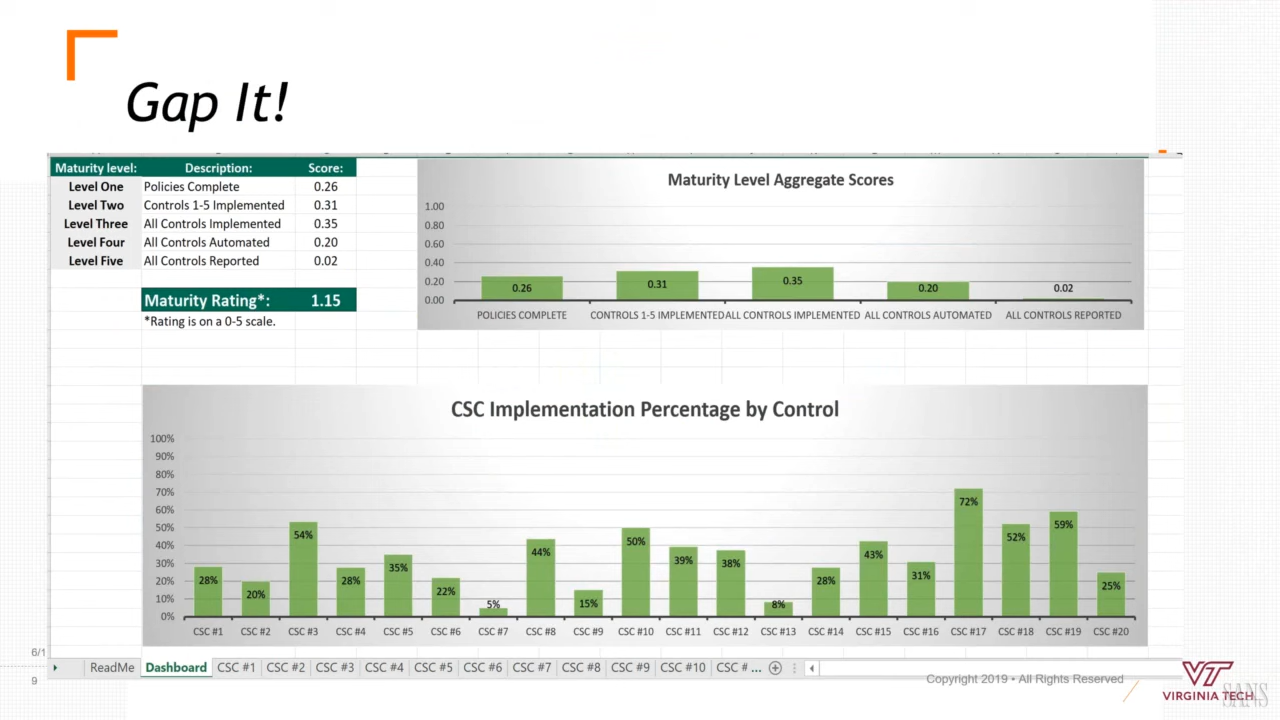 Gap It!
Maturity level: Description: Score:
Level One Policies Complete 0.26
Level Two Controls 1-5 Implemented 0.31
Level Three All Controls Implemented 0.35
Level Four All Controls Automated 0.20
Level Five All Controls Reported 0.02
Maturity Rating*: 1.15
*Rating is on a 0-5 scale.
Maturity Level Aggregate Scores
1.00
0.80
0.60
0.40
0.20
0.00
0.26 0.31 0.35 0.20 0.02
POLICIES COMPLETE CONTROLS 1-5 IMPLEMENTED ALL CONTROLS IMPLEMENTED ALL CONTROLS AUTOMATED ALL CONTROLS REPORTED
CSC Implementation Percentage by Control
100%
90%
80%
70%
60%
50%
40%
30%
20%
10%
0%
28% 20% 54% 28% 35% 22% 5% 44% 15% 50% 39% 38% 8% 28% 43% 31% 72% 52% 59% 25%
CSC #1 CSC #2 CSC #3 CSC #4 CSC #5 CSC #6 CSC #7 CSC #8 CSC #9 CSC #10 CSC #11 CSC #12 CSC #13 CSC #14 CSC #15 CSC #16 CSC #17 CSC #18 CSC #19 CSC #20
ReadMe Dashboard CSC #1 CSC #2 CSC #3 CSC #4 CSC #5 CSC #6 CSC #7 CSC #8 CSC #9 CSC #10 CSC # ...
6/1
9
Copyright 2019 • All Rights Reserved
VT
VIRGINIA TECH
SANS